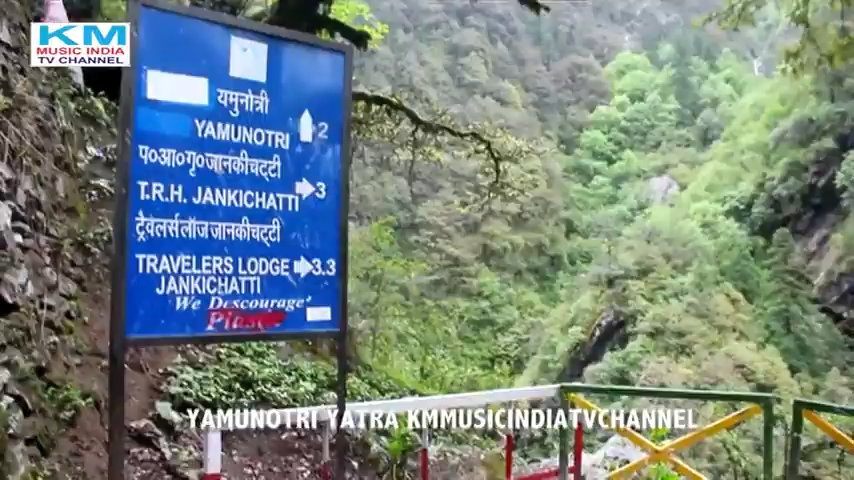 KM
MUSIC INDIA
TV CHANNEL
यमुनोत्री
YAMUNOTRI 2
प०आ०गृ०जानकीचट्टी
T.R.H. JANKICHATTI 3
ट्रैवलर्स लॉज जानकीचट्टी
TRAVELERS LODGE 3.3
JANKICHATTI
We Descourage
YAMUNOTRI YATRA KMMUSICINDIATVCHANNEL